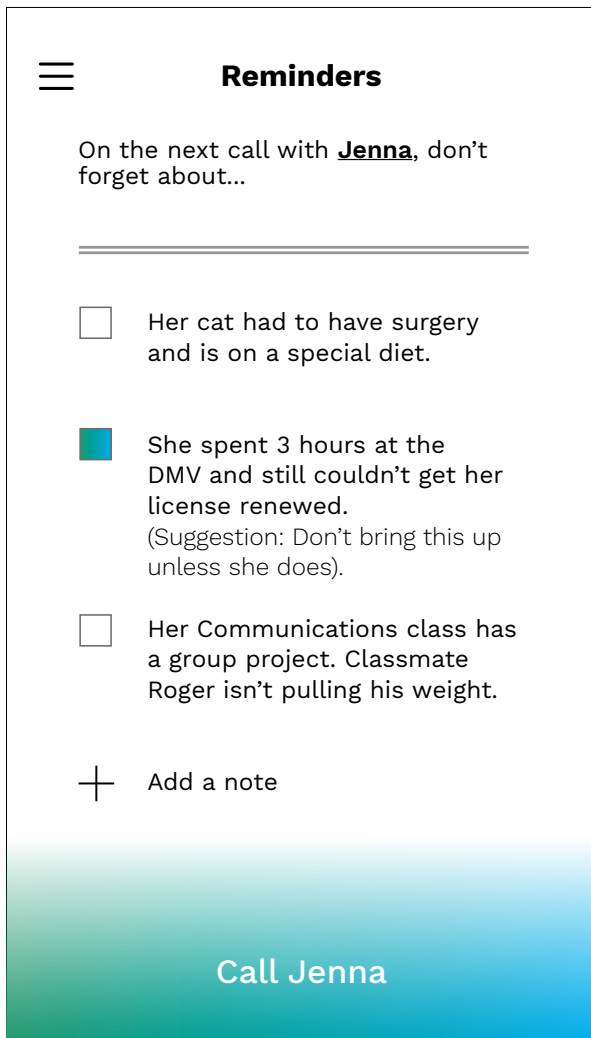 Reminders
On the next call with Jenna, don’t
forget about...
Her cat had to have surgery
and is on a special diet.
She spent 3 hours at the
DMV and still couldn’t get her
license renewed.
(Suggestion: Don’t bring this up
unless she does).
Her Communications class has
a group project. Classmate
Roger isn’t pulling his weight.
Add a note
Call Jenna